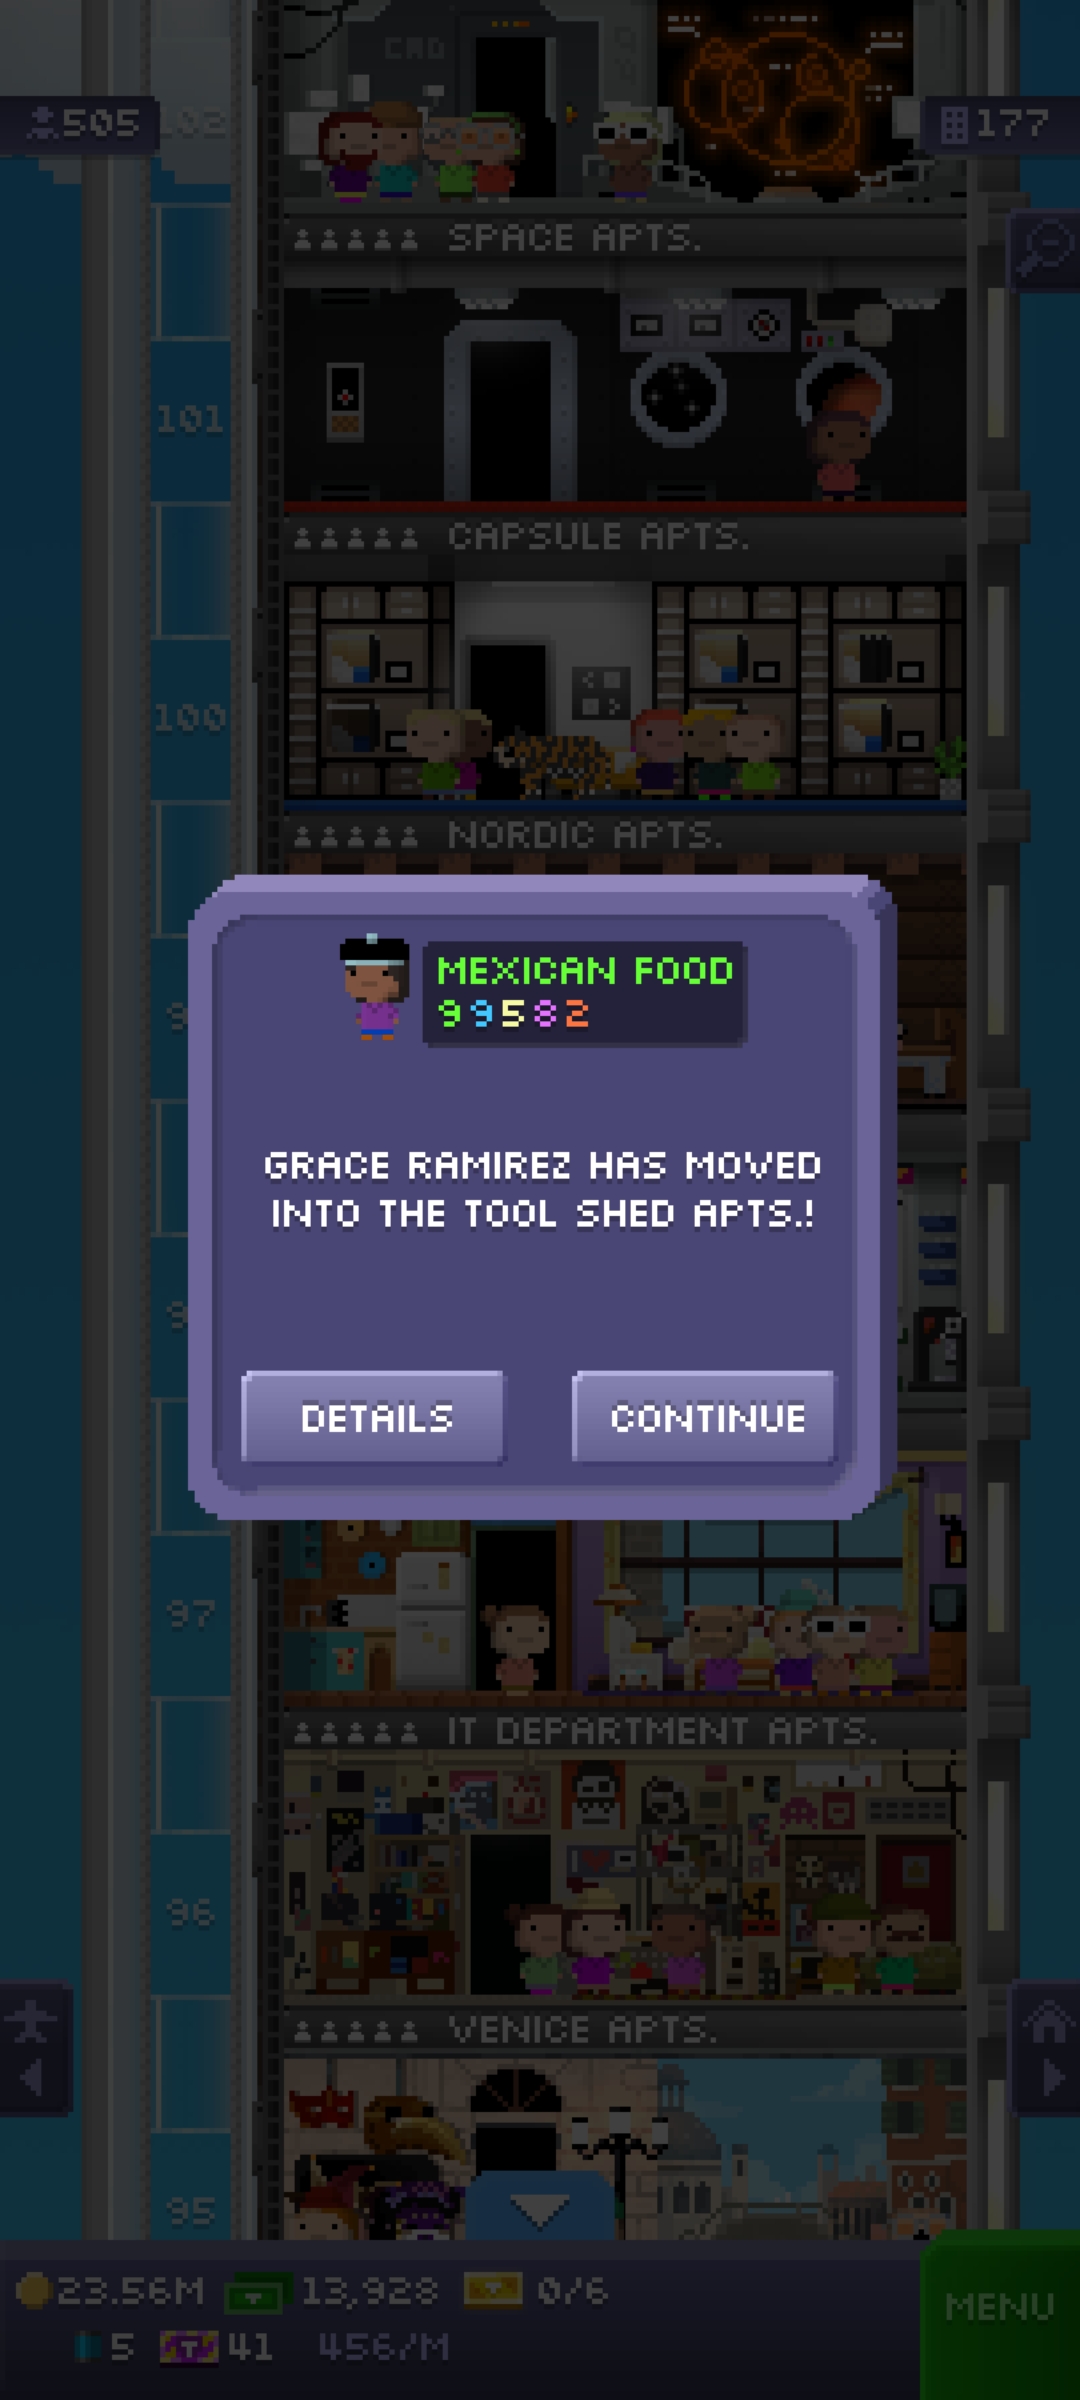 CMD
505
102
177
SPACE APTS.
101
CAPSULE APTS.
100
NORDIC APTS.
MEXICAN FOOD
99582
GRACE RAMIREZ HAS MOVED
INTO THE TOOL SHED APTS.!
DETAILS
CONTINUE
97
IT DEPARTMENT APTS.
96
VENICE APTS.
95
23.56M
13,928
0/6
MENU
5
T
41
456/M